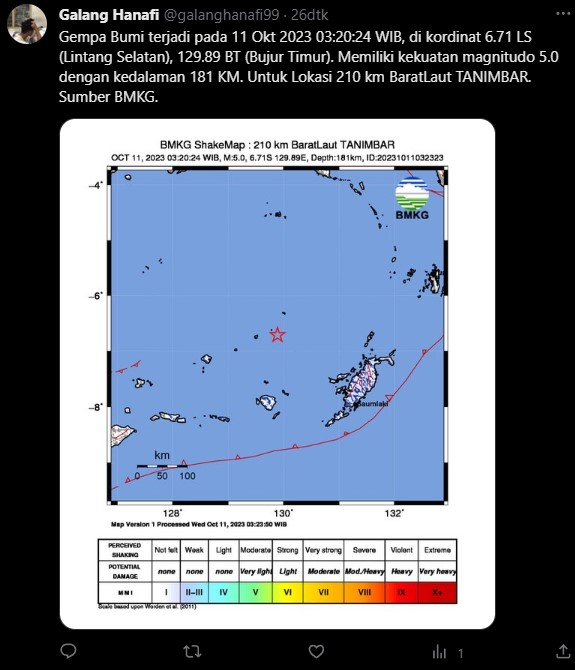 Galang Hanafi @galanghanafi99 · 26dtk
Gempa Bumi terjadi pada 11 Okt 2023 03:20:24 WIB, di kordinat 6.71 LS
(Lintang Selatan), 129.89 BT (Bujur Timur). Memiliki kekuatan magnitudo 5.0
dengan kedalaman 181 KM. Untuk Lokasi 210 km BaratLaut TANIMBAR.
Sumber BMKG.
BMKG ShakeMap : 210 km BaratLaut TANIMBAR
OCT 11, 2023 03:20:24 WIB, M:5.0, 6.71S 129.89E, Depth:181km, ID:20231011032323
-4°
BMKG
-6°
-8°
Saumlaki
km
0 50 100
128° 130° 132°
Map Version 1 Processed Wed Oct 11, 2023 03:23:50 WIB
PERCEIVED SHAKING Not felt Weak Light Moderate Strong Very strong Severe Violent Extreme
POTENTIAL DAMAGE none none none Very light Light Moderate Mod./Heavy Heavy Very heavy
MMI I II-III IV V VI VII VIII IX X+
Scale based upon Worden et al. (2011)
1